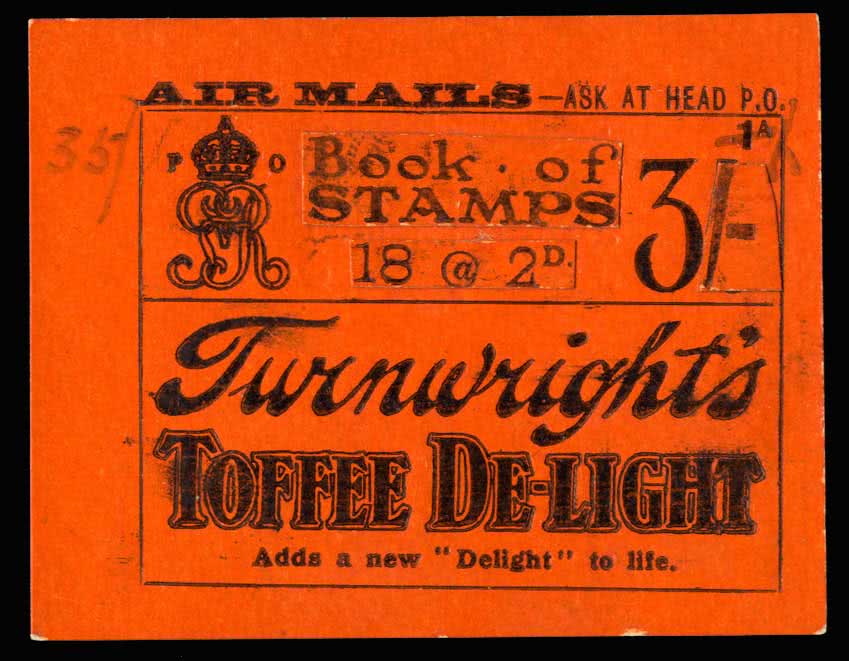 AIR MAILS—ASK AT HEAD P.O.
1A
P O
Book · of
STAMPS
3/-
18 @ 2D.
Turnwright's
TOFFEE DE-LIGHT
Adds a new "Delight" to life.